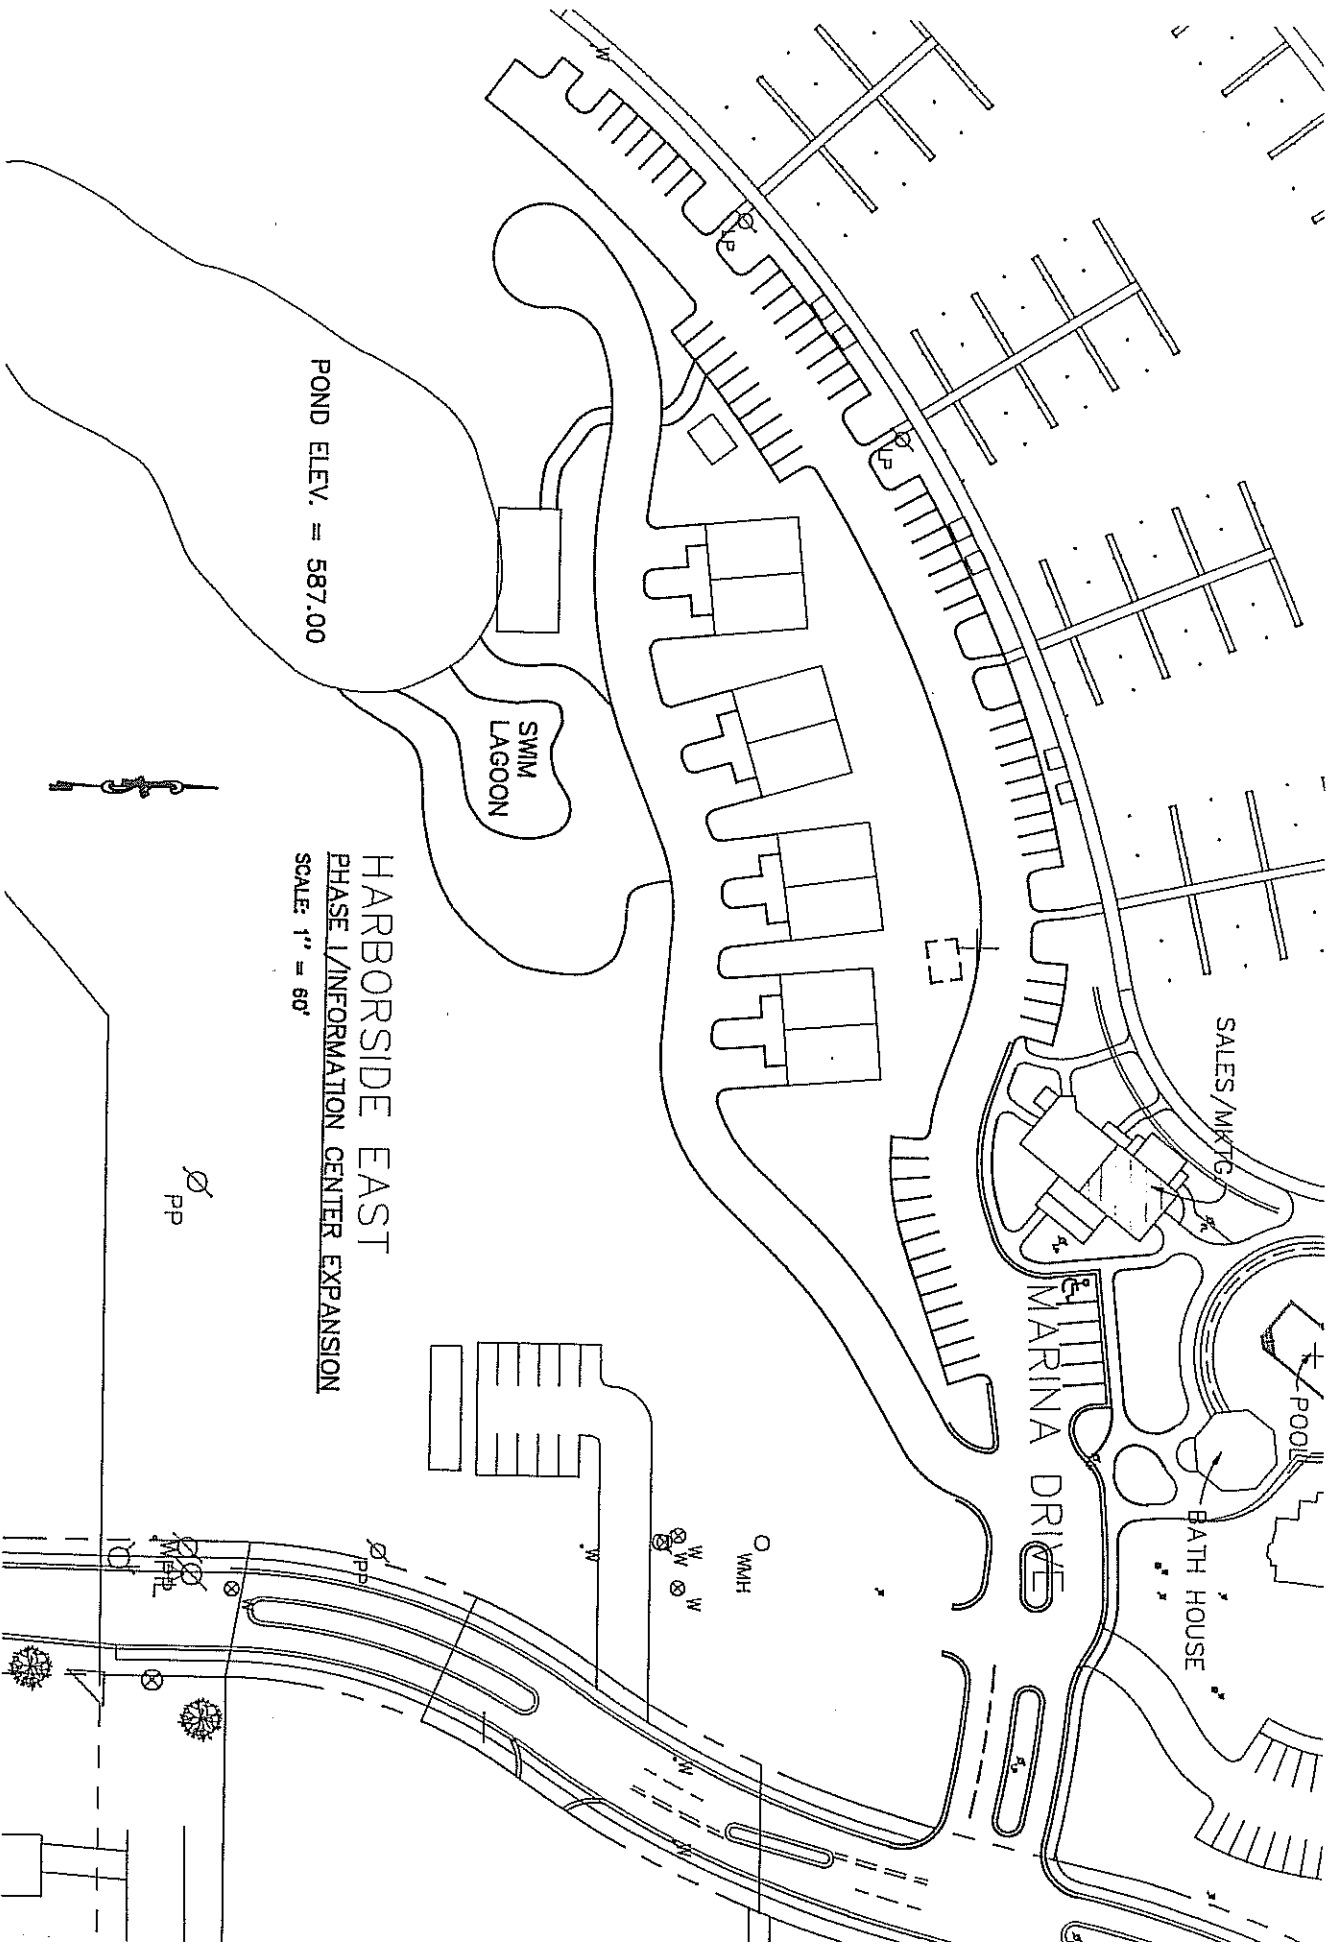 SALES/MKTG
POOL
BATH HOUSE
MARINA DRIVE
LP
LP
W
SWIM
LAGOON
POND ELEV. = 587.00
HARBORSIDE EAST
PHASE I/INFORMATION CENTER EXPANSION
SCALE: 1" = 60'
WMH
W
W
W
W
W
W
PP
PP